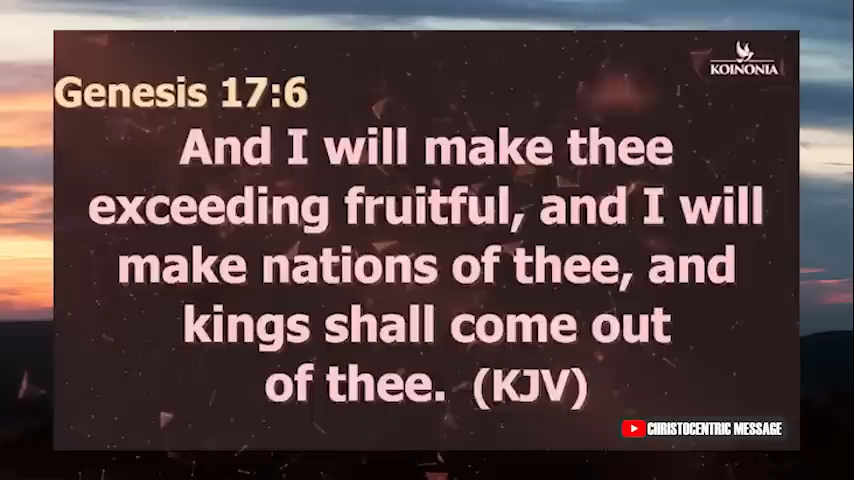 KOINONIA
Genesis 17:6
And I will make thee
exceeding fruitful, and I will
make nations of thee, and
kings shall come out
of thee. (KJV)
CHRISTOCENTRIC MESSAGE